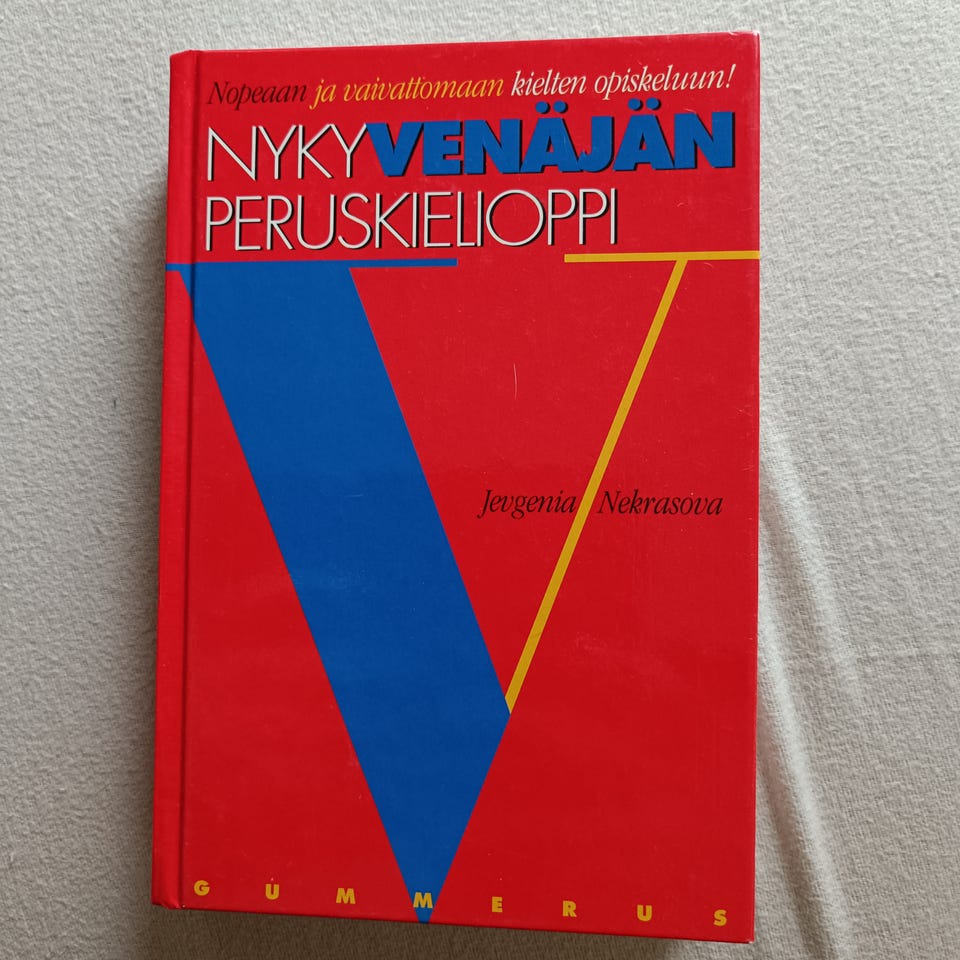 Nopeaan ja vaivattomaan kielten opiskeluun!
NYKYVENÄJÄN
PERUSKIELIOPPI
Jevgenia Nekrasova
GUMMERUS